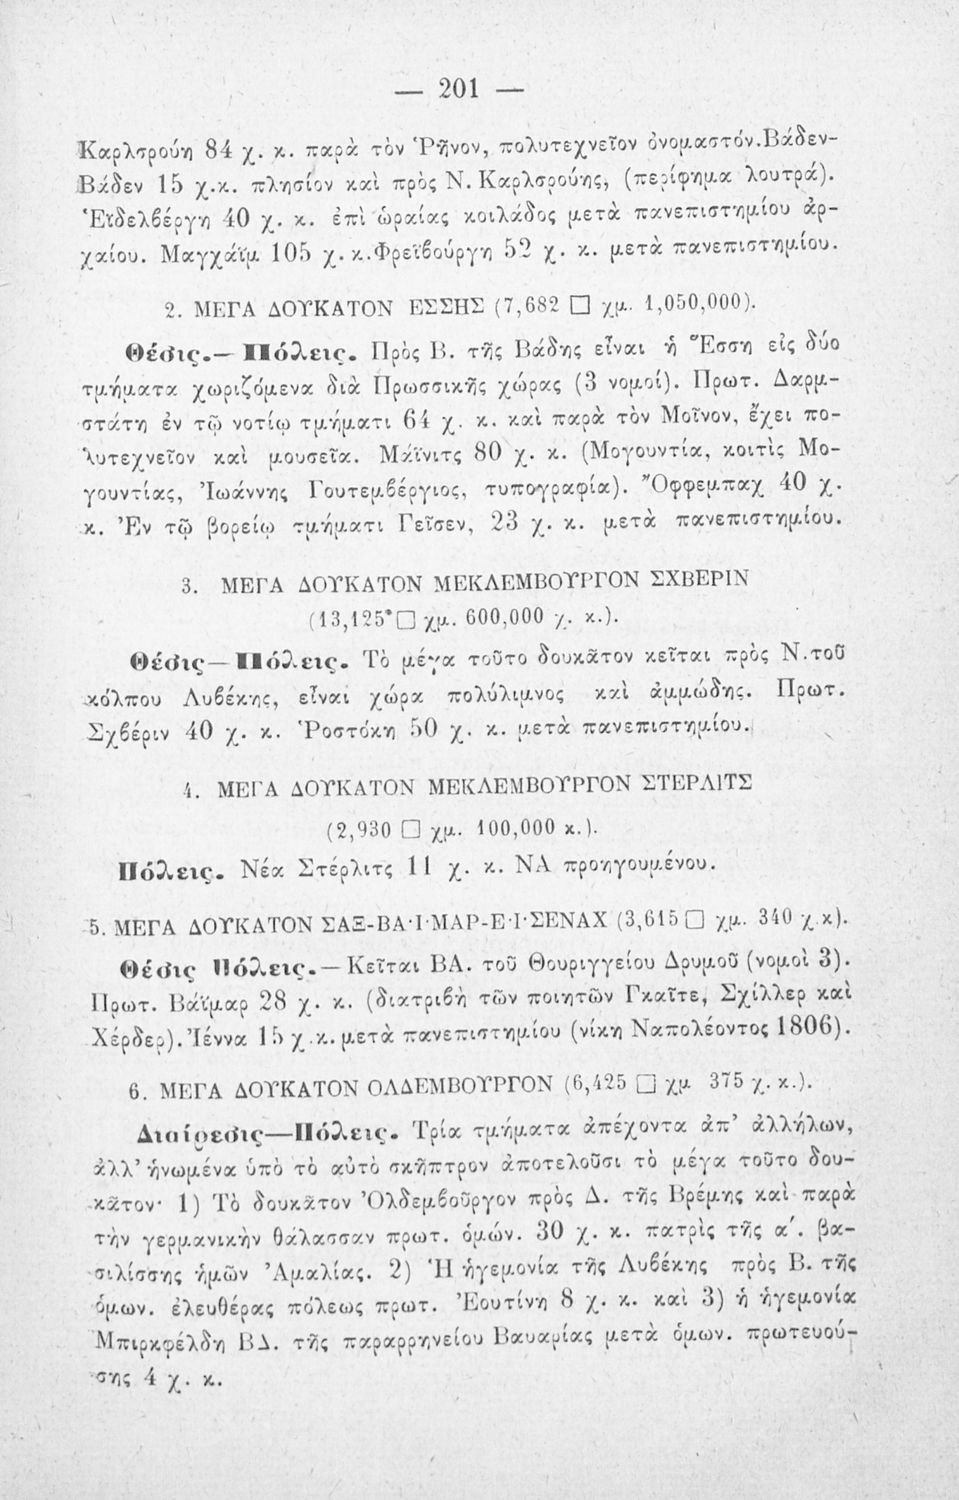 — 201 —
Καρλσρούη 84 χ. κ. παρὰ τὸν Ῥῆνον, πολυτεχνεῖον ὀνομαστόν. Βάδεν-
Βάδεν 15 χ.κ. πλησίον καὶ πρὸς Ν. Καρλσρούης, (περίφημα λουτρά).
Ἐϊδελβέργη 40 χ. κ. ἐπὶ ὡραίας κοιλάδος μετὰ πανεπιστημίου ἀρ-
χαίου. Μαγχάϊμ 105 χ. κ. Φρεϊβούργη 52 χ. κ. μετὰ πανεπιστημίου.
2. ΜΕΓΑ ΔΟΥΚΑΤΟΝ ΕΣΣΗΣ (7,682 □ χμ. 1,050,000).
Θέσις.— Πόλεις. Πρὸς Β. τῆς Βάδης εἶναι ἡ Ἔσση εἰς δύο
τμήματα χωριζόμενα διὰ Πρωσσικῆς χώρας (3 νομοί). Πρωτ. Δαρμ-
στάτη ἐν τῷ νοτίῳ τμήματι 64 χ. κ. καὶ παρὰ τὸν Μοῖνον, ἔχει πο-
λυτεχνεῖον καὶ μουσεῖα. Μάϊνιτς 80 χ. κ. (Μογουντία, κοιτὶς Μο-
γουντίας, Ἰωάννης Γουτεμβέργιος, τυπογραφία). Ὄφφεμπαχ 40 χ.
κ. Ἐν τῷ βορείῳ τμήματι Γεῖσεν, 23 χ. κ. μετὰ πανεπιστημίου.
3. ΜΕΓΑ ΔΟΥΚΑΤΟΝ ΜΕΚΛΕΜΒΟΥΡΓΟΝ ΣΧΒΕΡΙΝ
(13,125 □ χμ. 600,000 χ. κ.).
Θέσις— Πόλεις. Τὸ μέγα τοῦτο δουκᾶτον κεῖται πρὸς Ν. τοῦ
κόλπου Λυβέκης, εἶναι χώρα πολύλιμνος καὶ ἀμμώδης. Πρωτ.
Σχβέριν 40 χ. κ. Ῥοστόκη 50 χ. κ. μετὰ πανεπιστημίου.
4. ΜΕΓΑ ΔΟΥΚΑΤΟΝ ΜΕΚΛΕΜΒΟΥΡΓΟΝ ΣΤΕΡΛΙΤΣ
(2,930 □ χμ. 100,000 κ.).
Πόλεις. Νέα Στέρλιτς 11 χ. κ. ΝΑ προηγουμένου.
5. ΜΕΓΑ ΔΟΥΚΑΤΟΝ ΣΑΞ-ΒΑ·Ι·ΜΑΡ-Ε·Ι·ΣΕΝΑΧ (3,615 □ χμ. 340 χ.κ).
Θέσις Πόλεις.— Κεῖται ΒΑ. τοῦ Θουριγγείου Δρυμοῦ (νομοὶ 3).
Πρωτ. Βάϊμαρ 28 χ. κ. (διατριβὴ τῶν ποιητῶν Γκαῖτε, Σχίλλερ καὶ
Χέρδερ). Ἰέννα 15 χ.κ. μετὰ πανεπιστημίου (νίκη Ναπολέοντος 1806).
6. ΜΕΓΑ ΔΟΥΚΑΤΟΝ ΟΛΔΕΜΒΟΥΡΓΟΝ (6,425 □ χμ 375 χ. κ.).
Διαίρεσις—Πόλεις. Τρία τμήματα ἀπέχοντα ἀπ’ ἀλλήλων,
ἀλλ’ ἡνωμένα ὑπὸ τὸ αὐτὸ σκῆπτρον ἀποτελοῦσι τὸ μέγα τοῦτο δου-
κᾶτον· 1) Τὸ δουκᾶτον Ὀλδεμβοῦργον πρὸς Δ. τῆς Βρέμης καὶ παρὰ
τὴν γερμανικὴν θάλασσαν πρωτ. ὁμών. 30 χ. κ. πατρὶς τῆς α΄. βα-
σιλίσσης ἡμῶν Ἀμαλίας. 2) Ἡ ἡγεμονία τῆς Λυβέκης πρὸς Β. τῆς
ὁμων. ἐλευθέρας πόλεως πρωτ. Ἐουτίνη 8 χ. κ. καὶ 3) ἡ ἡγεμονία
Μπιρκφέλδη ΒΔ. τῆς παραρρηνείου Βαυαρίας μετὰ ὁμων. πρωτευού-
σης 4 χ. κ.